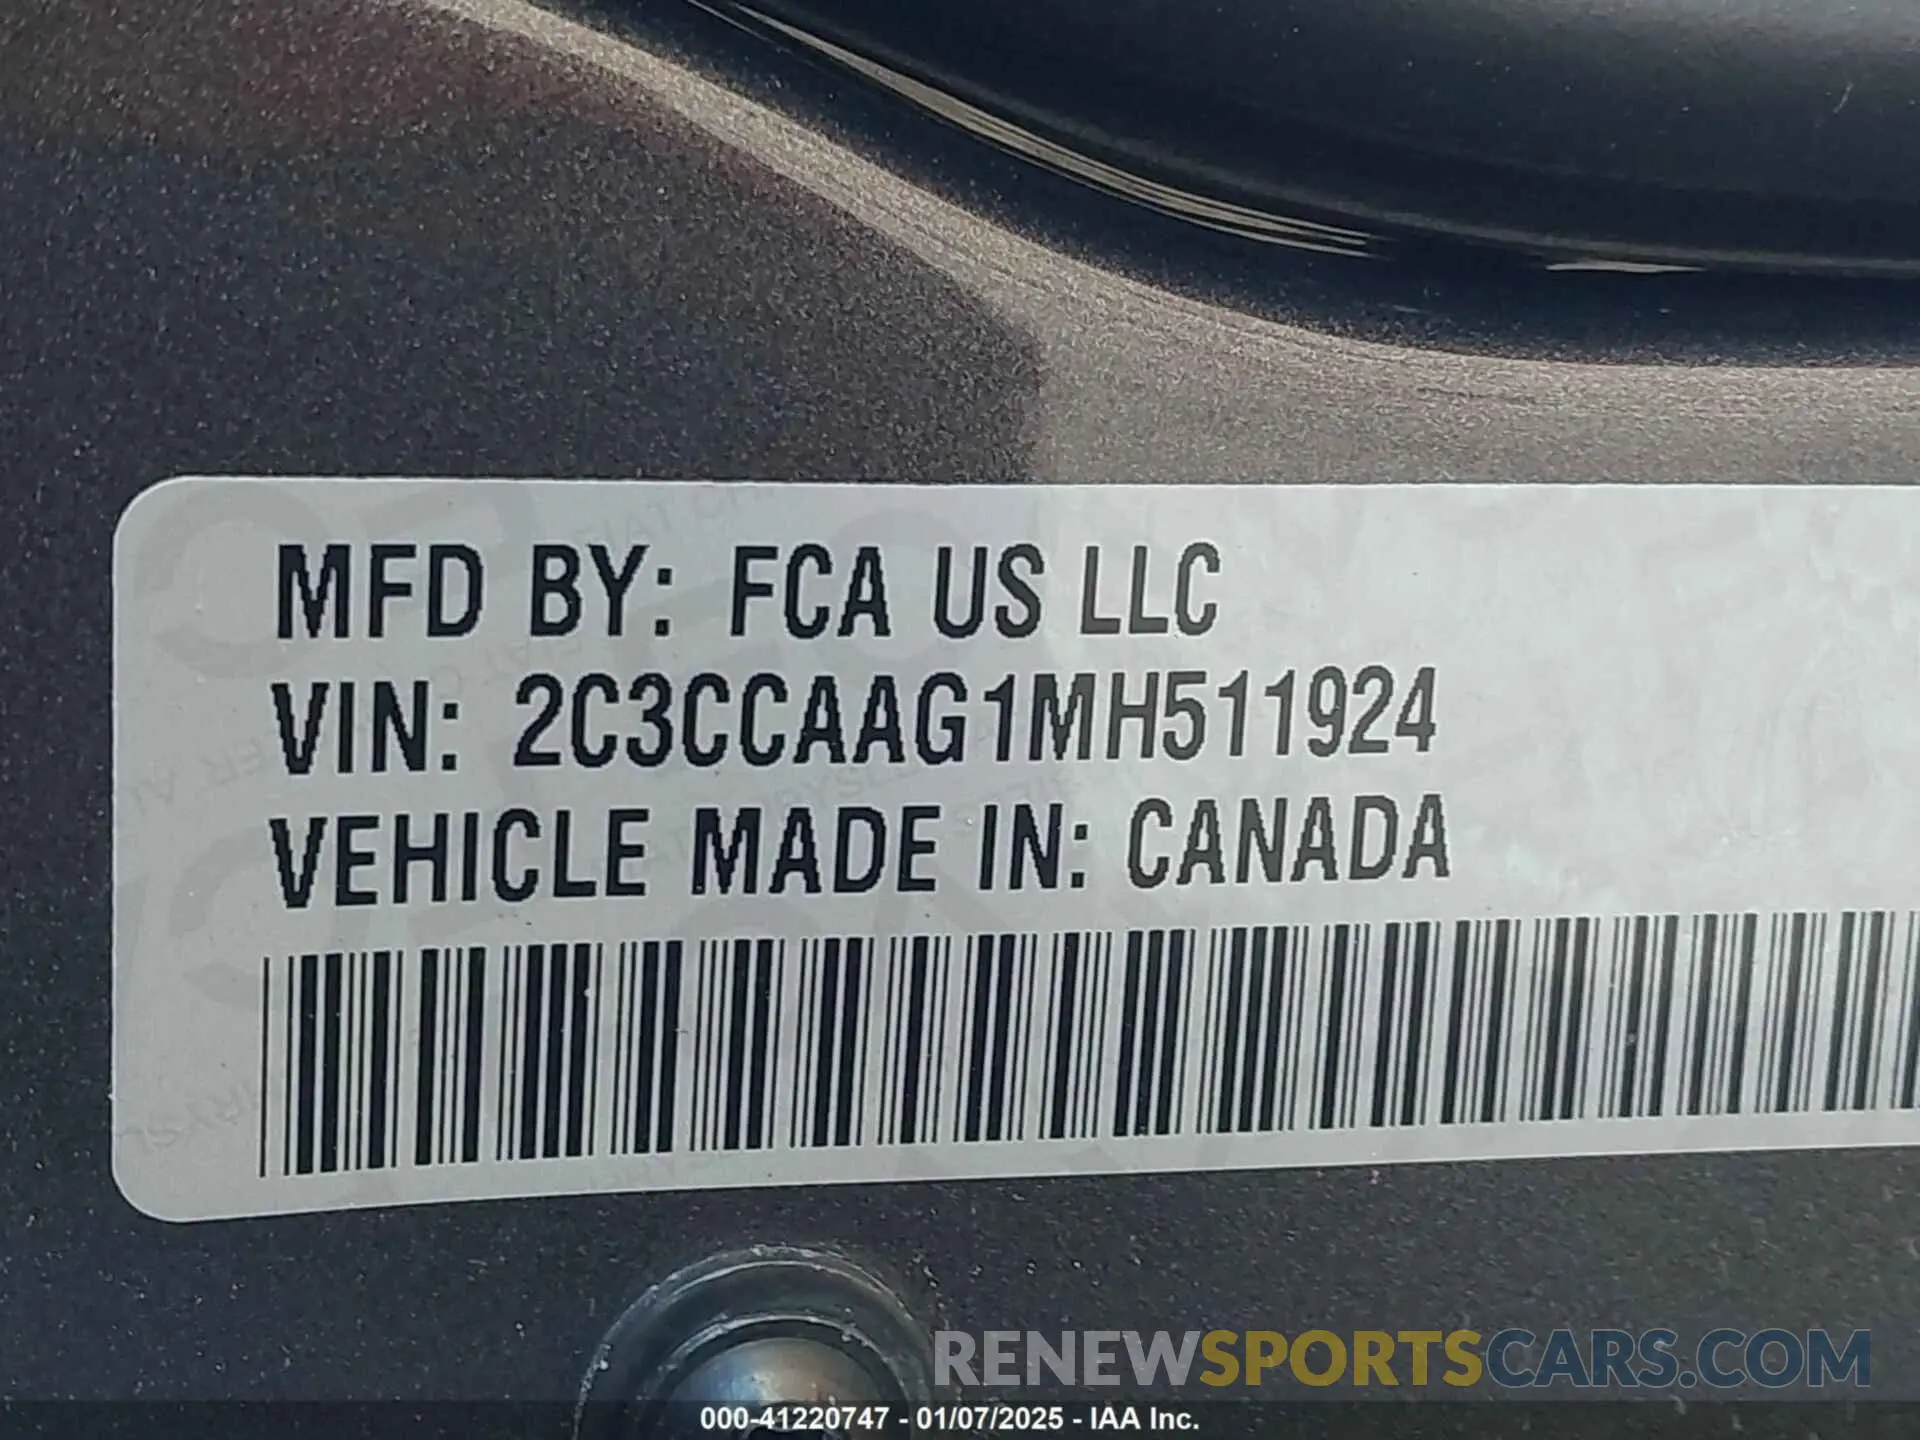 MFD BY: FCA US LLC
VIN: 2C3CCAAG1MH511924
VEHICLE MADE IN: CANADA
RENEWSPORTSCARS.COM
000-41220747 - 01/07/2025 - IAA Inc.